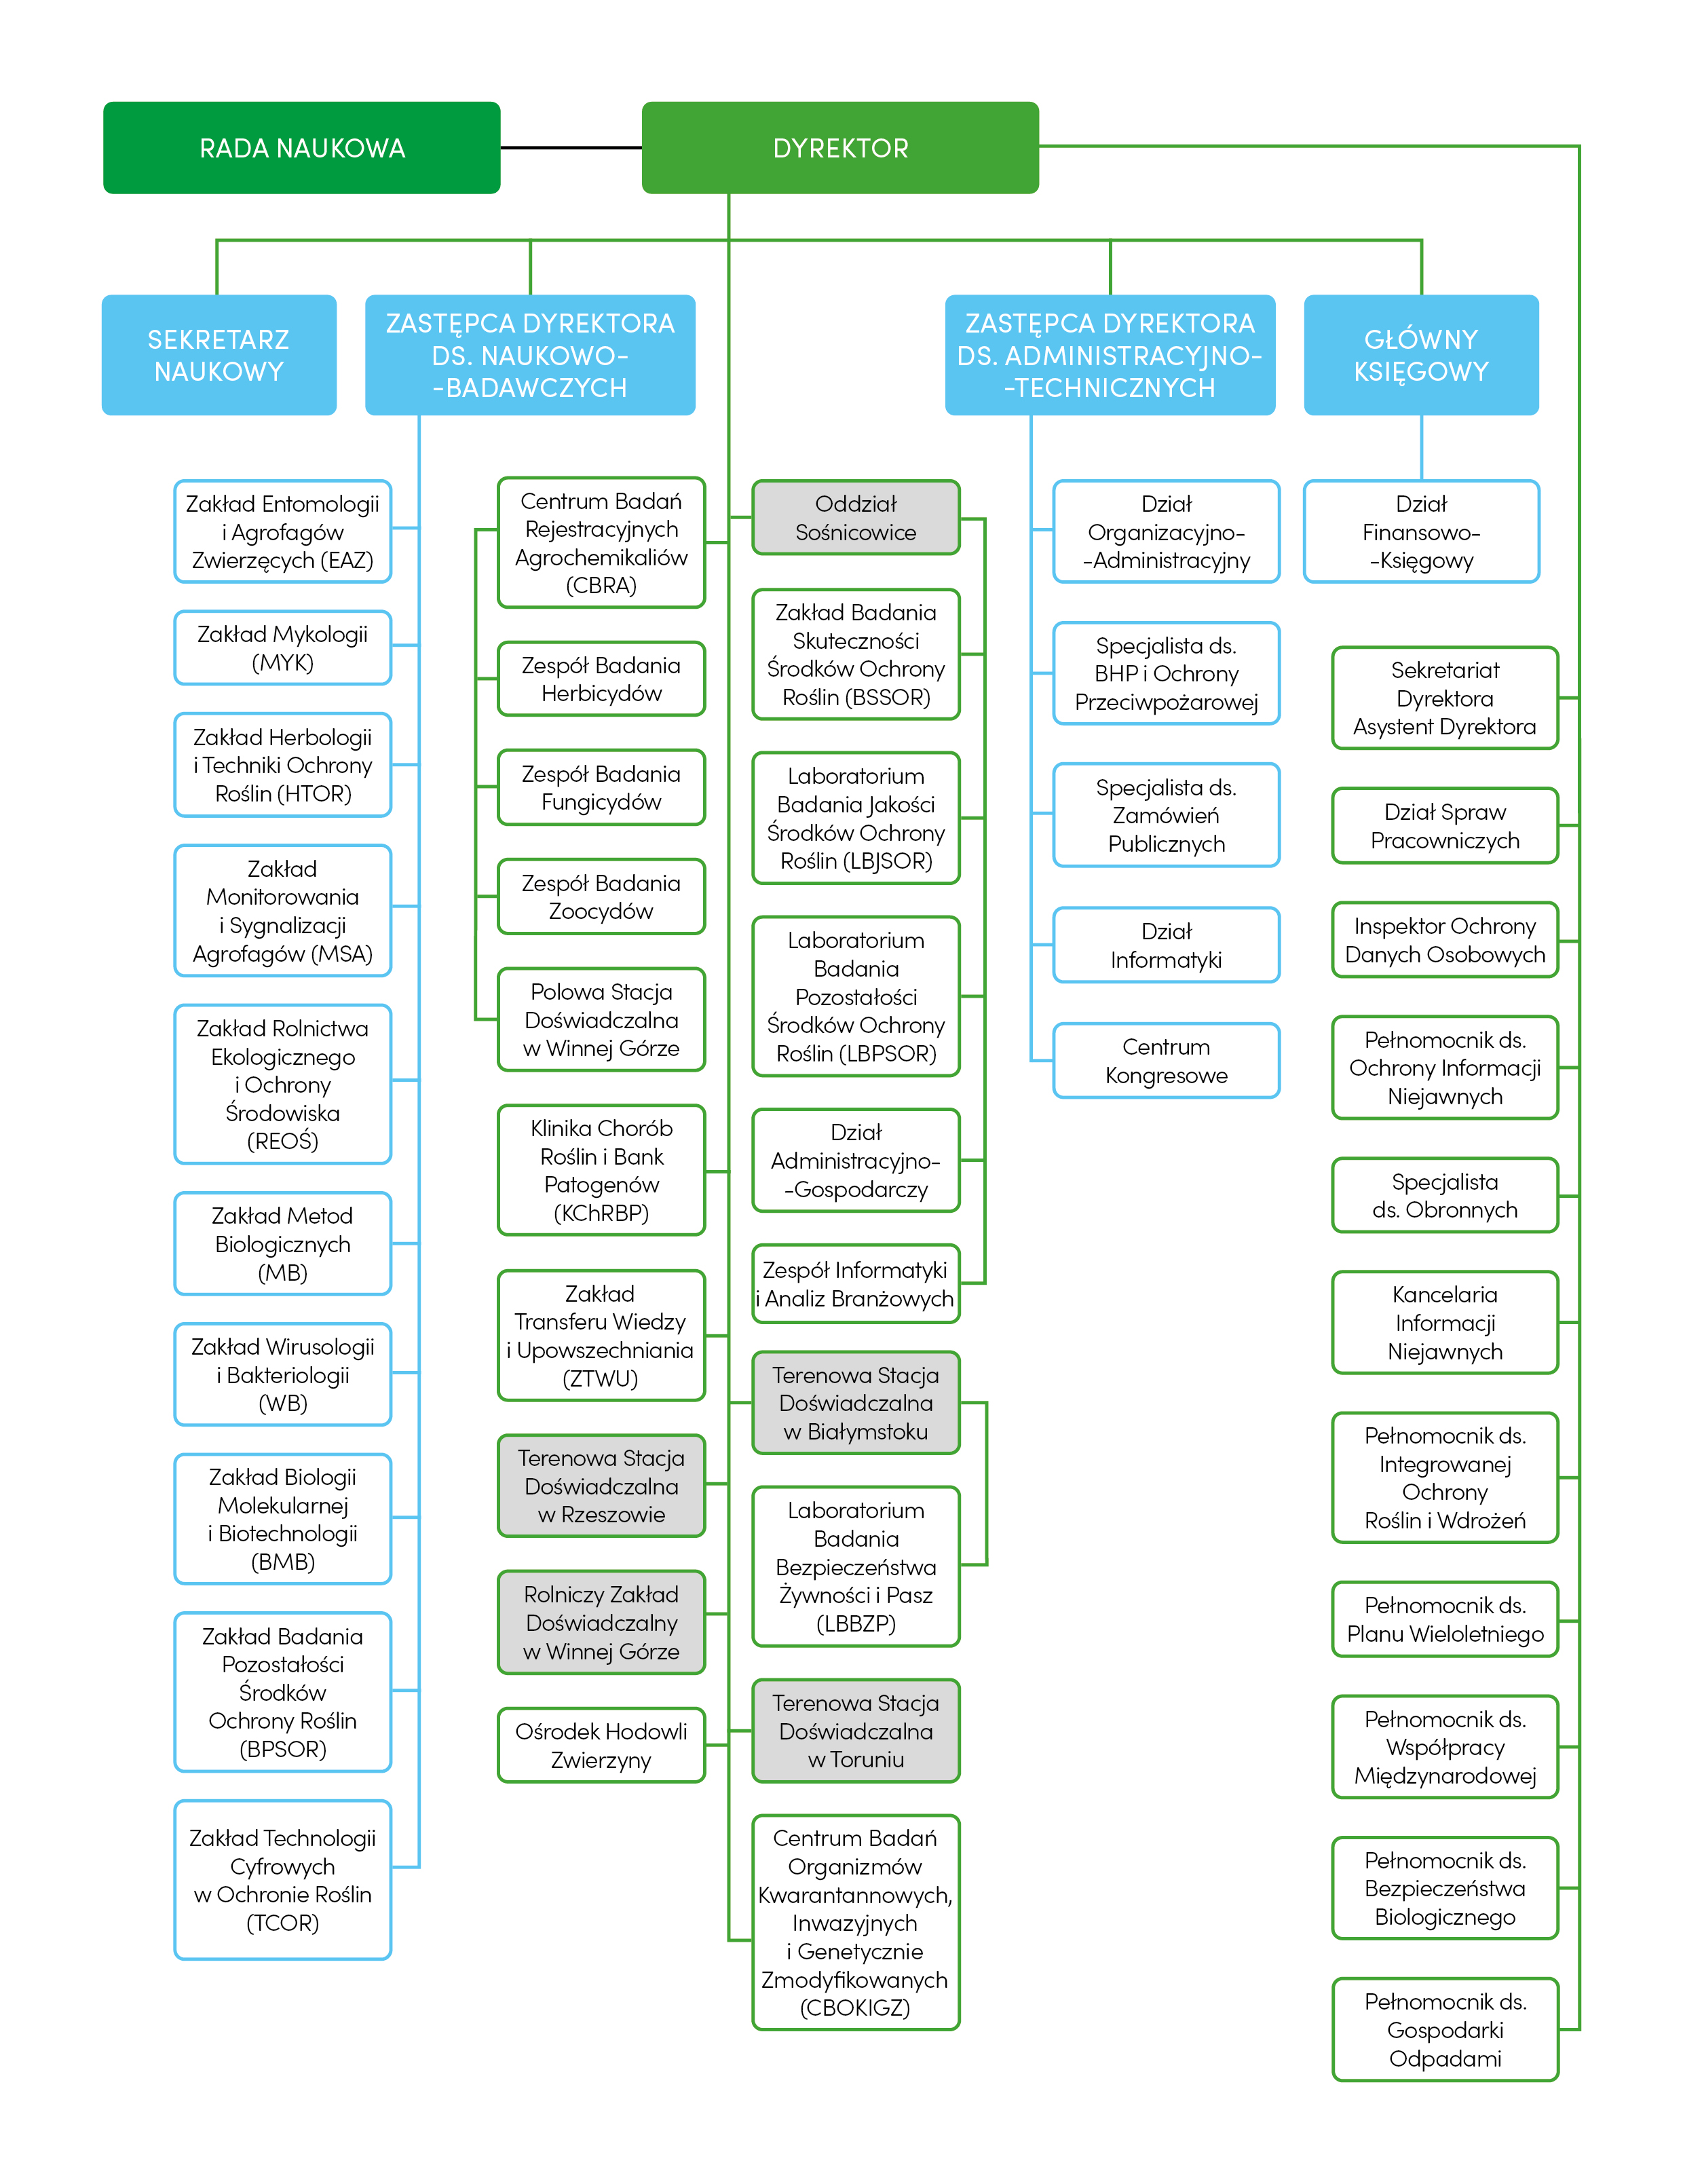 RADA NAUKOWA
DYREKTOR
SEKRETARZ
NAUKOWY
ZASTĘPCA DYREKTORA
DS. NAUKOWO-
-BADAWCZYCH
ZASTĘPCA DYREKTORA
DS. ADMINISTRACYJNO-
-TECHNICZNYCH
GŁÓWNY
KSIĘGOWY
Zakład Entomologii
i Agrofagów
Zwierzęcych (EAZ)
Zakład Mykologii
(MYK)
Zakład Herbologii
i Techniki Ochrony
Roślin (HTOR)
Zakład
Monitorowania
i Sygnalizacji
Agrofagów (MSA)
Zakład Rolnictwa
Ekologicznego
i Ochrony
Środowiska
(REOŚ)
Zakład Metod
Biologicznych
(MB)
Zakład Wirusologii
i Bakteriologii
(WB)
Zakład Biologii
Molekularnej
i Biotechnologii
(BMB)
Zakład Badania
Pozostałości
Środków
Ochrony Roślin
(BPSOR)
Zakład Technologii
Cyfrowych
w Ochronie Roślin
(TCOR)
Centrum Badań
Rejestracyjnych
Agrochemikaliów
(CBRA)
Zespół Badania
Herbicydów
Zespół Badania
Fungicydów
Zespół Badania
Zoocydów
Polowa Stacja
Doświadczalna
w Winnej Górze
Klinika Chorób
Roślin i Bank
Patogenów
(KChRBP)
Zakład
Transferu Wiedzy
i Upowszechniania
(ZTWU)
Terenowa Stacja
Doświadczalna
w Rzeszowie
Rolniczy Zakład
Doświadczalny
w Winnej Górze
Ośrodek Hodowli
Zwierzyny
Oddział
Sośnicowice
Zakład Badania
Skuteczności
Środków Ochrony
Roślin (BSSOR)
Laboratorium
Badania Jakości
Środków Ochrony
Roślin (LBJSOR)
Laboratorium
Badania
Pozostałości
Środków Ochrony
Roślin (LBPSOR)
Dział
Administracyjno-
-Gospodarczy
Zespół Informatyki
i Analiz Branżowych
Terenowa Stacja
Doświadczalna
w Białymstoku
Laboratorium
Badania
Bezpieczeństwa
Żywności i Pasz
(LBBZP)
Terenowa Stacja
Doświadczalna
w Toruniu
Centrum Badań
Organizmów
Kwarantannowych,
Inwazyjnych
i Genetycznie
Zmodyfikowanych
(CBOKIGZ)
Dział
Organizacyjno-
-Administracyjny
Specjalista ds.
BHP i Ochrony
Przeciwpożarowej
Specjalista ds.
Zamówień
Publicznych
Dział
Informatyki
Centrum
Kongresowe
Dział
Finansowo-
-Księgowy
Sekretariat
Dyrektora
Asystent Dyrektora
Dział Spraw
Pracowniczych
Inspektor Ochrony
Danych Osobowych
Pełnomocnik ds.
Ochrony Informacji
Niejawnych
Specjalista
ds. Obronnych
Kancelaria
Informacji
Niejawnych
Pełnomocnik ds.
Integrowanej
Ochrony
Roślin i Wdrożeń
Pełnomocnik ds.
Planu Wieloletniego
Pełnomocnik ds.
Współpracy
Międzynarodowej
Pełnomocnik ds.
Bezpieczeństwa
Biologicznego
Pełnomocnik ds.
Gospodarki
Odpadami